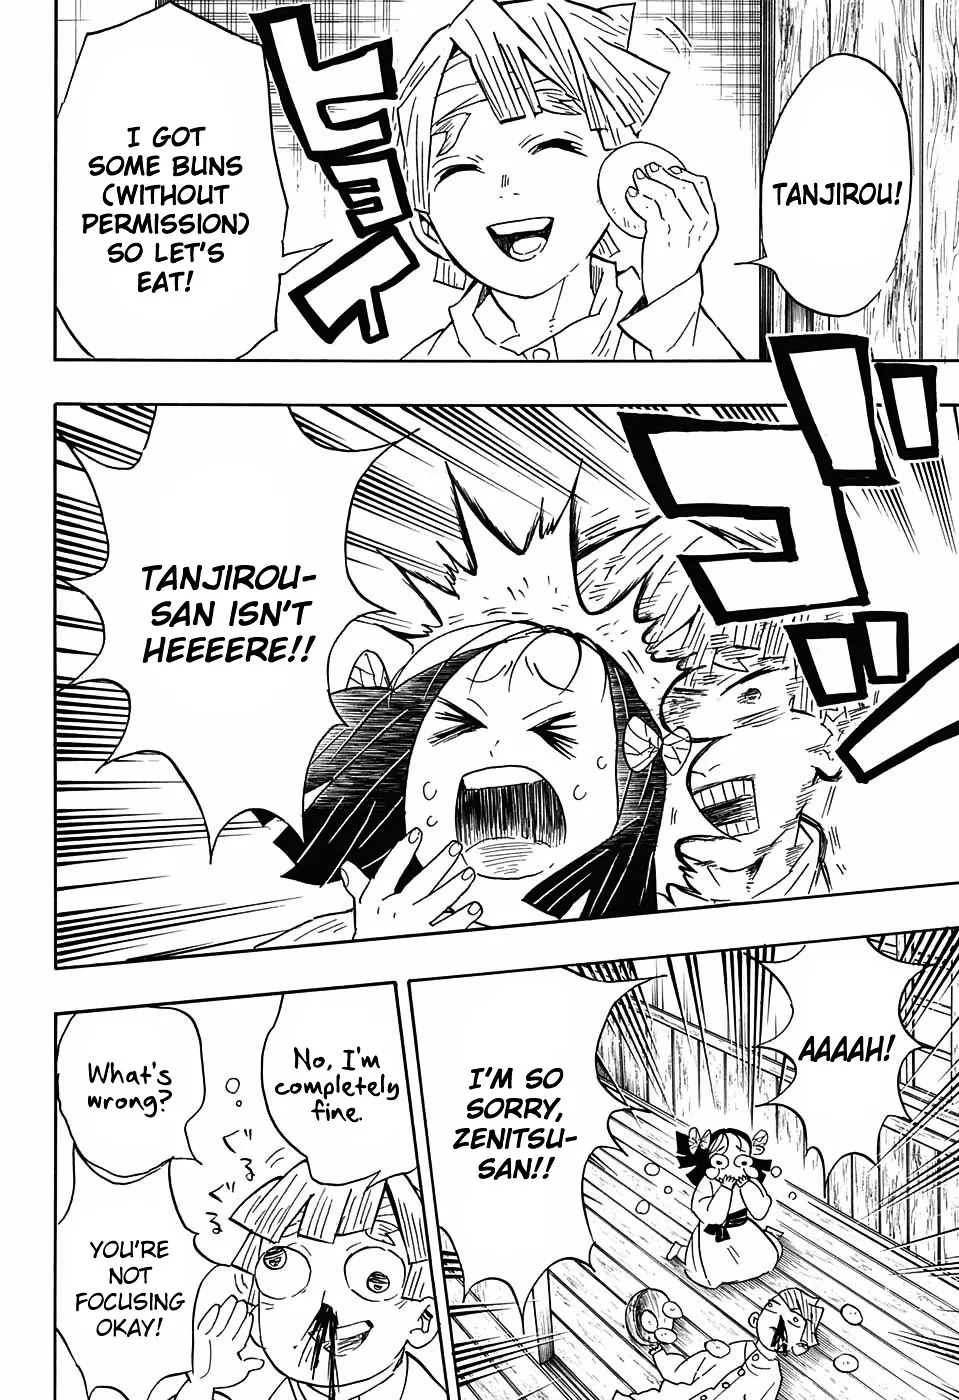 TANJIROU!
I GOT
SOME BUNS
(WITHOUT
PERMISSION)
SO LET'S
EAT!
ヒョイ
ゴッ!!
TANJIROU-
SAN ISN'T
HEEEERE!!
AAAAH!
I'M SO
SORRY,
ZENITSU-
SAN!!
No, I'm
completely
fine.
What's
wrong?
YOU'RE
NOT
FOCUSING
OKAY!